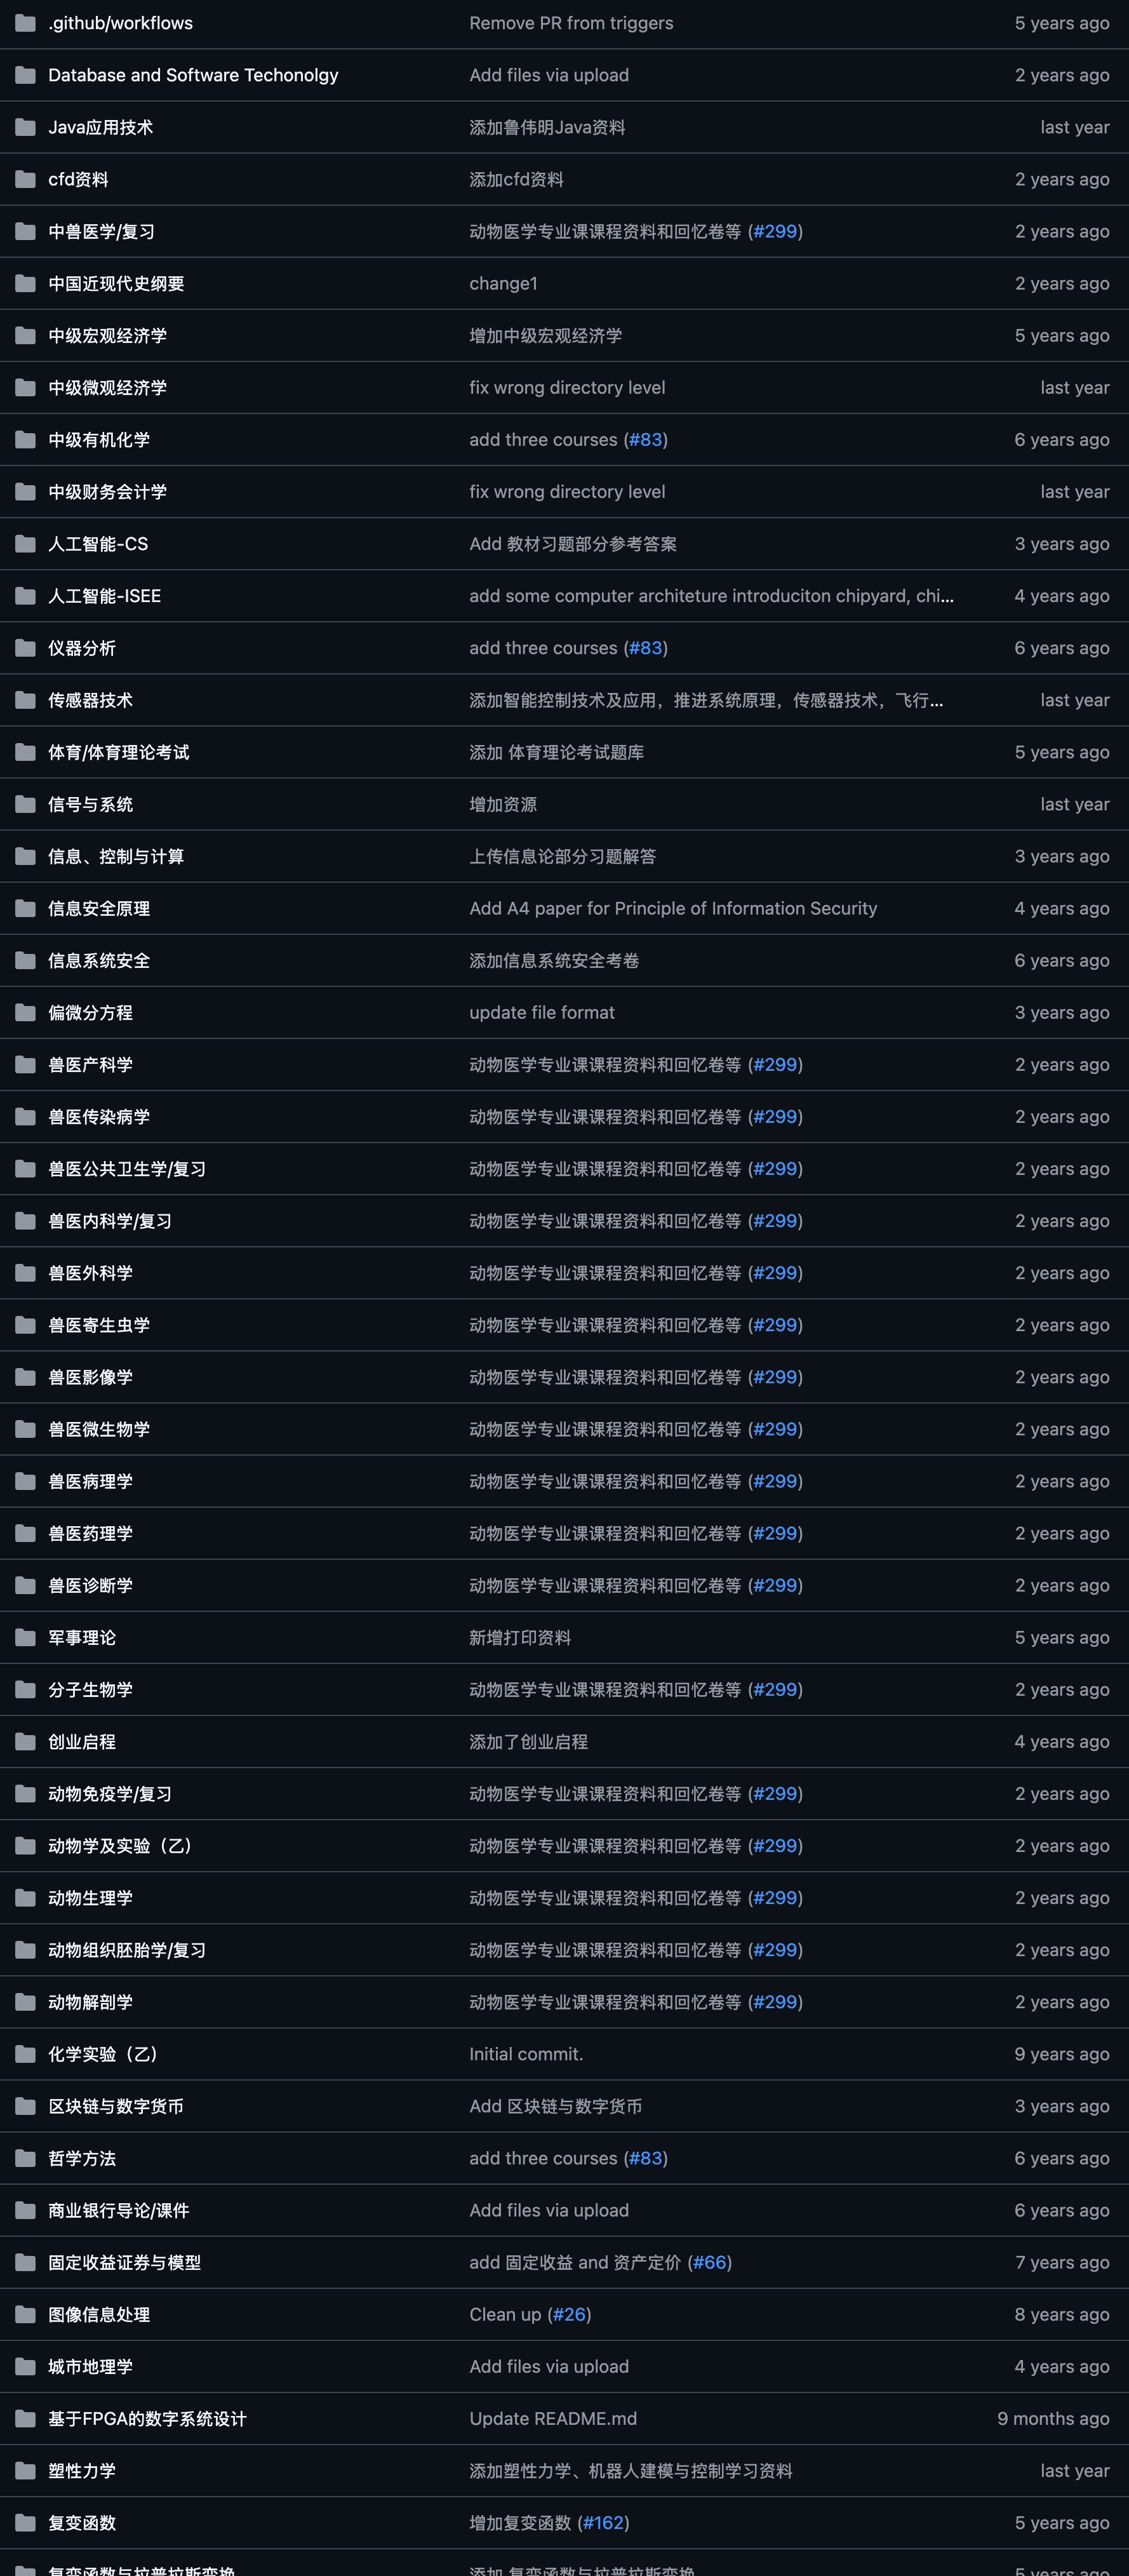 .github/workflows Remove PR from triggers 5 years ago
Database and Software Techonolgy Add files via upload 2 years ago
Java应用技术 添加鲁伟明Java资料 last year
cfd资料 添加cfd资料 2 years ago
中兽医学/复习 动物医学专业课课程资料和回忆卷等 (#299) 2 years ago
中国近现代史纲要 change1 2 years ago
中级宏观经济学 增加中级宏观经济学 5 years ago
中级微观经济学 fix wrong directory level last year
中级有机化学 add three courses (#83) 6 years ago
中级财务会计学 fix wrong directory level last year
人工智能-CS Add 教材习题部分参考答案 3 years ago
人工智能-ISEE add some computer architeture introduciton chipyard, chi... 4 years ago
仪器分析 add three courses (#83) 6 years ago
传感器技术 添加智能控制技术及应用，推进系统原理，传感器技术，飞行... last year
体育/体育理论考试 添加 体育理论考试题库 5 years ago
信号与系统 增加资源 last year
信息、控制与计算 上传信息论部分习题解答 3 years ago
信息安全原理 Add A4 paper for Principle of Information Security 4 years ago
信息系统安全 添加信息系统安全考卷 6 years ago
偏微分方程 update file format 3 years ago
兽医产科学 动物医学专业课课程资料和回忆卷等 (#299) 2 years ago
兽医传染病学 动物医学专业课课程资料和回忆卷等 (#299) 2 years ago
兽医公共卫生学/复习 动物医学专业课课程资料和回忆卷等 (#299) 2 years ago
兽医内科学/复习 动物医学专业课课程资料和回忆卷等 (#299) 2 years ago
兽医外科学 动物医学专业课课程资料和回忆卷等 (#299) 2 years ago
兽医寄生虫学 动物医学专业课课程资料和回忆卷等 (#299) 2 years ago
兽医影像学 动物医学专业课课程资料和回忆卷等 (#299) 2 years ago
兽医微生物学 动物医学专业课课程资料和回忆卷等 (#299) 2 years ago
兽医病理学 动物医学专业课课程资料和回忆卷等 (#299) 2 years ago
兽医药理学 动物医学专业课课程资料和回忆卷等 (#299) 2 years ago
兽医诊断学 动物医学专业课课程资料和回忆卷等 (#299) 2 years ago
军事理论 新增打印资料 5 years ago
分子生物学 动物医学专业课课程资料和回忆卷等 (#299) 2 years ago
创业启程 添加了创业启程 4 years ago
动物免疫学/复习 动物医学专业课课程资料和回忆卷等 (#299) 2 years ago
动物学及实验（乙） 动物医学专业课课程资料和回忆卷等 (#299) 2 years ago
动物生理学 动物医学专业课课程资料和回忆卷等 (#299) 2 years ago
动物组织胚胎学/复习 动物医学专业课课程资料和回忆卷等 (#299) 2 years ago
动物解剖学 动物医学专业课课程资料和回忆卷等 (#299) 2 years ago
化学实验（乙） Initial commit. 9 years ago
区块链与数字货币 Add 区块链与数字货币 3 years ago
哲学方法 add three courses (#83) 6 years ago
商业银行导论/课件 Add files via upload 6 years ago
固定收益证券与模型 add 固定收益 and 资产定价 (#66) 7 years ago
图像信息处理 Clean up (#26) 8 years ago
城市地理学 Add files via upload 4 years ago
基于FPGA的数字系统设计 Update README.md 9 months ago
塑性力学 添加塑性力学、机器人建模与控制学习资料 last year
复变函数 增加复变函数 (#162) 5 years ago
复变函数与拉普拉斯变换 添加 复变函数与拉普拉斯变换 5 years ago